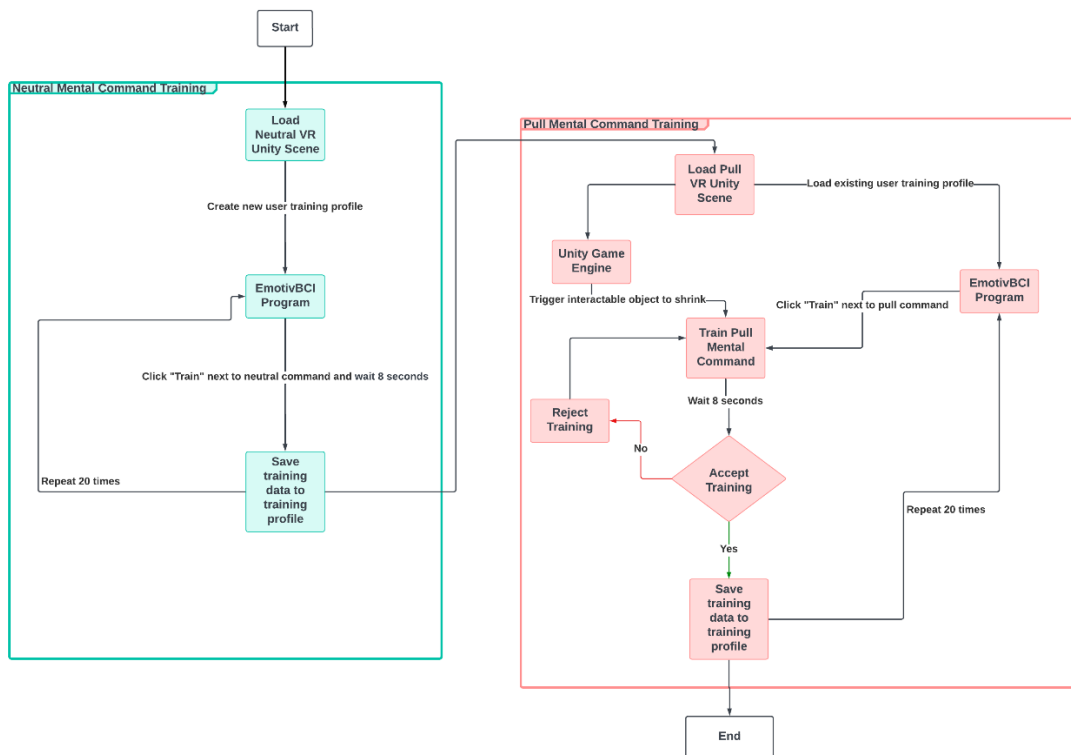 Start
Neutral Mental Command Training
Load
Neutral VR
Unity Scene
Create new user training profile
EmotivBCI
Program
Click "Train" next to neutral command and wait 8 seconds
Save
training
data to
training
profile
Repeat 20 times
Pull Mental Command Training
Load Pull
VR Unity
Scene
Load existing user training profile
Unity Game
Engine
Trigger interactable object to shrink
EmotivBCI
Program
Click "Train" next to pull command
Train Pull
Mental
Command
Wait 8 seconds
Reject
Training
No
Accept
Training
Yes
Repeat 20 times
Save
training
data to
training
profile
End